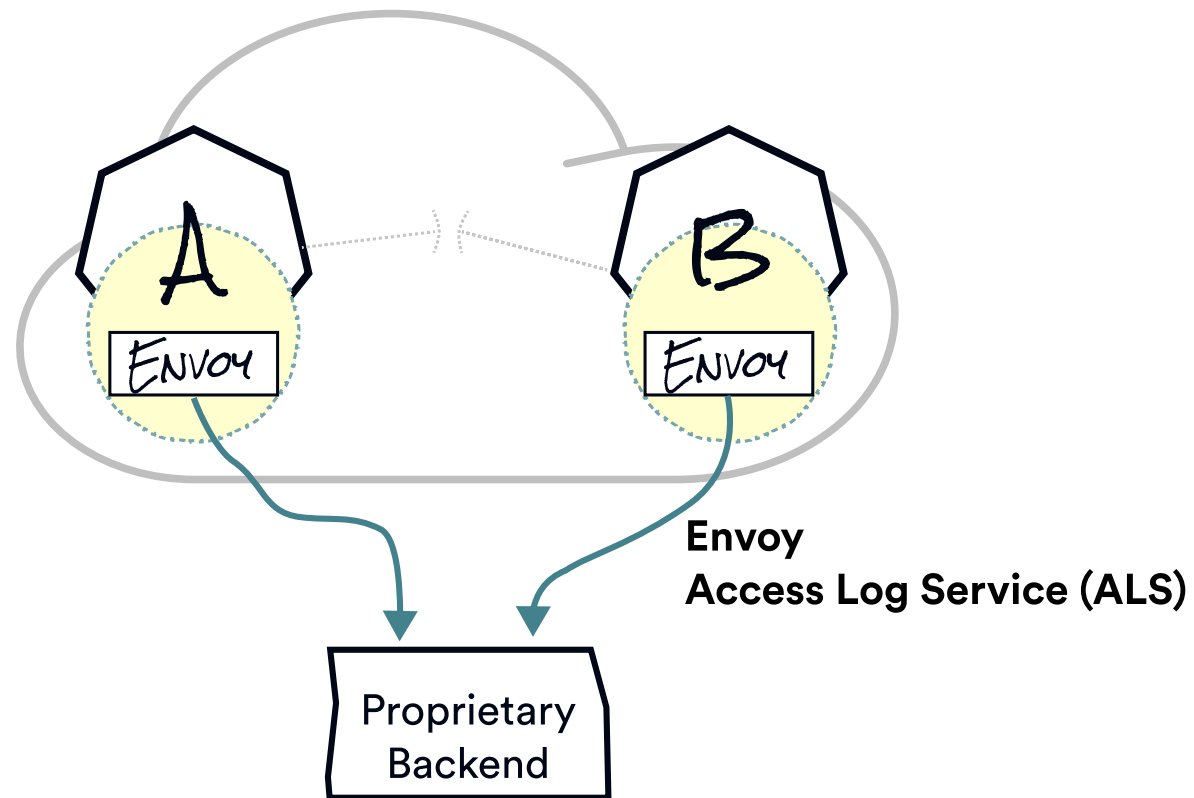 A
B
ENVOY
ENVOY
Envoy
Access Log Service (ALS)
Proprietary
Backend